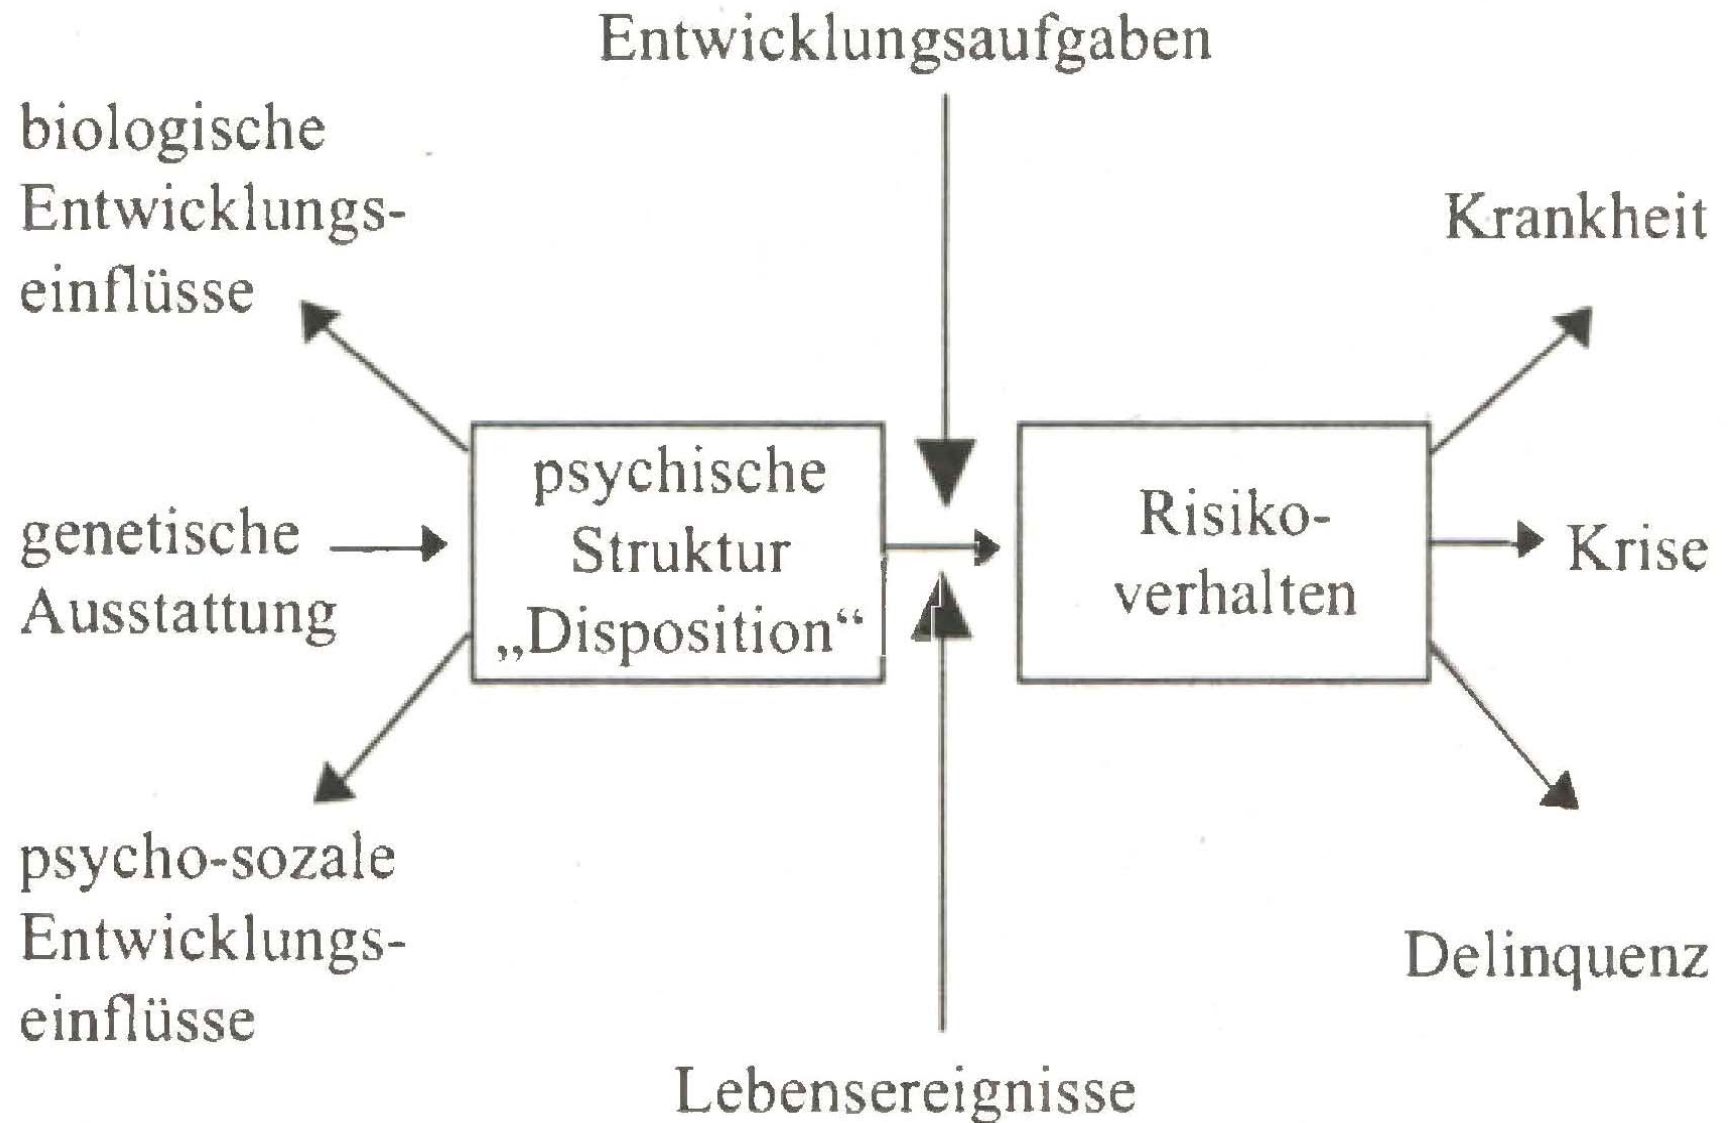 Entwicklungsaufgaben
biologische
Entwicklungs-
einflüsse
Krankheit
genetische
Ausstattung
psychische
Struktur
„Disposition“
Risiko-
verhalten
Krise
psycho-sozale
Entwicklungs-
einflüsse
Delinquenz
Lebensereignisse